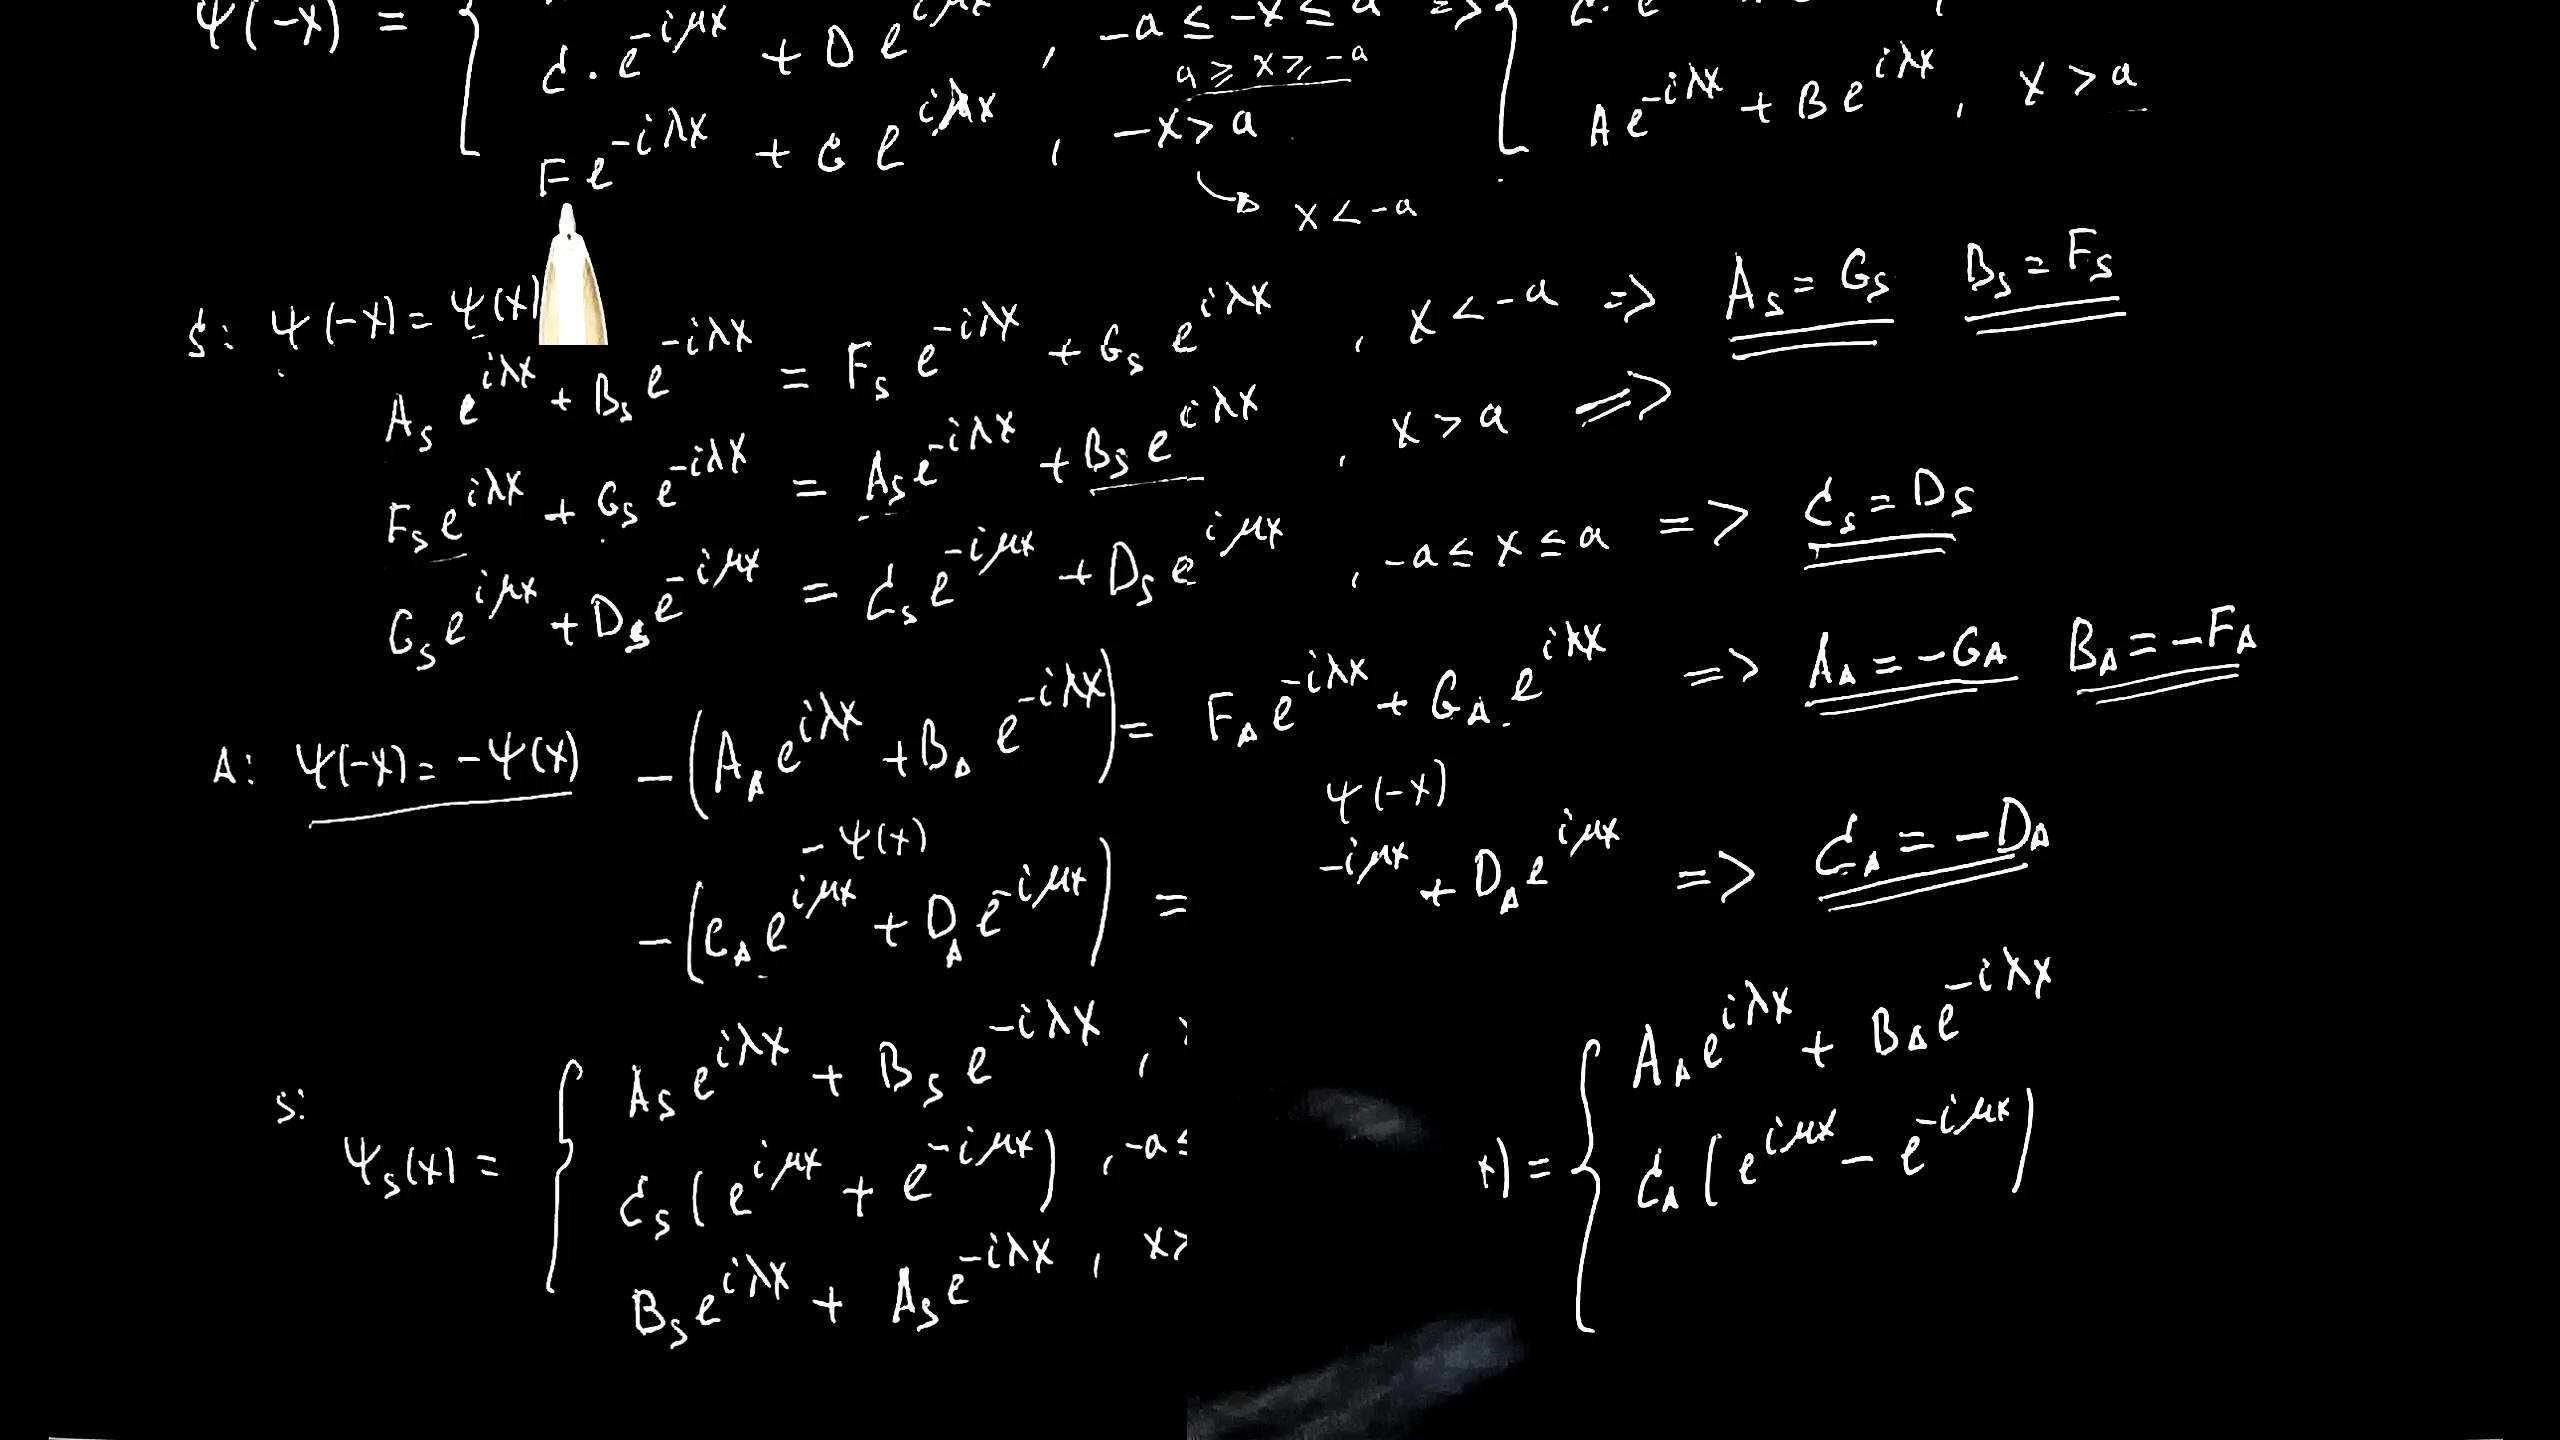 Ψ(-x) = { C·e^{-iμx} + D e^{iμx}, -a ≤ -x ≤ a => {
a ≥ x ≥ -a
F e^{-iλx} + G e^{iλx}, -x > a
A e^{-iλx} + B e^{iλx}, x > a
x < -a
S: Ψ(-x) = Ψ(x)
A_S e^{iλx} + B_S e^{-iλx} = F_S e^{-iλx} + G_S e^{iλx}, x < -a => A_S = G_S B_S = F_S
F_S e^{iλx} + G_S e^{-iλx} = A_S e^{-iλx} + B_S e^{iλx}, x > a =>
C_S e^{iμx} + D_S e^{-iμx} = C_S e^{-iμx} + D_S e^{iμx}, -a ≤ x ≤ a => C_S = D_S
A: Ψ(-x) = -Ψ(x) -(A_A e^{iλx} + B_A e^{-iλx}) = F_A e^{-iλx} + G_A e^{iλx} => A_A = -G_A B_A = -F_A
-Ψ(x) Ψ(-x)
-(C_A e^{iμx} + D_A e^{-iμx}) = -iμx + D_A e^{iμx} => C_A = -D_A
S: Ψ_S(x) = { A_S e^{iλx} + B_S e^{-iλx},
C_S (e^{iμx} + e^{-iμx}), -a ≤
B_S e^{iλx} + A_S e^{-iλx}, x >
x) = { A_A e^{iλx} + B_A e^{-iλx}
C_A (e^{iμx} - e^{-iμx})